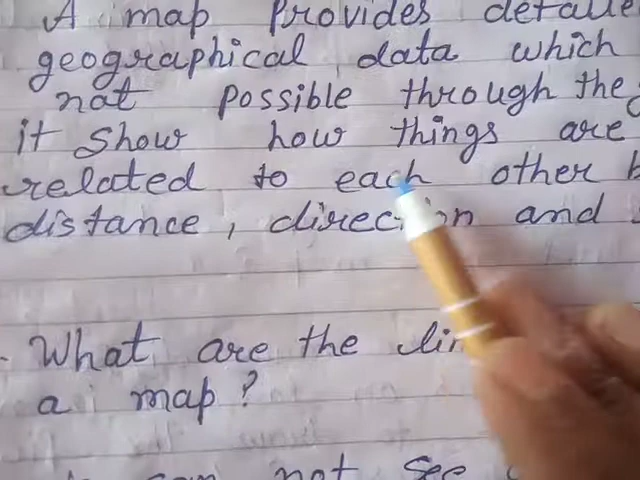 A map provides
geographical data which
not possible through the
it show how things are
related to each other
distance, and
What are the
a map?
can not see